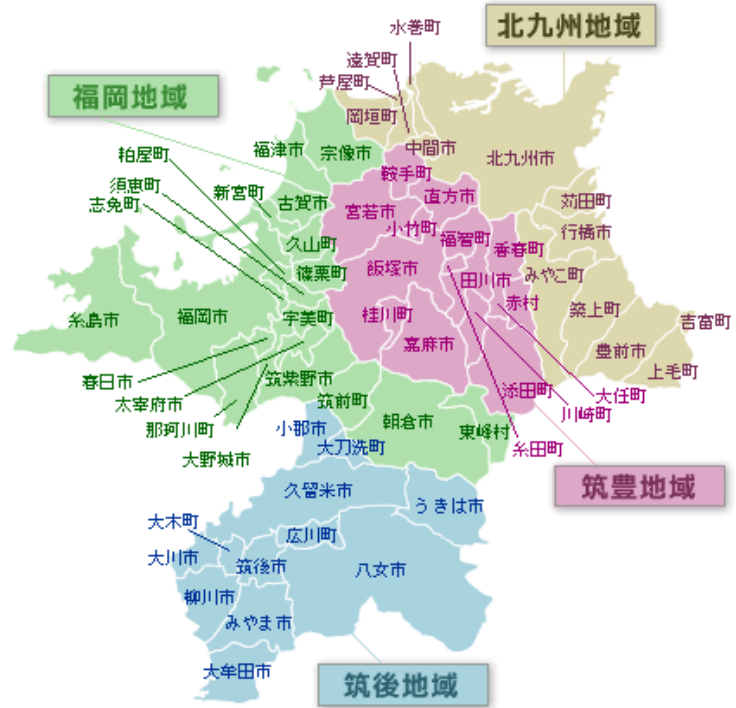 水巻町
北九州地域
遠賀町
芦屋町
福岡地域
岡垣町
中間市
粕屋町
福津市
宗像市
北九州市
須恵町
新宮町
鞍手町
志免町
古賀市
直方市
苅田町
宮若市
小竹町
行橋市
久山町
福智町
香春町
篠栗町
飯塚市
田川市
みやこ町
赤村
糸島市
福岡市
宇美町
桂川町
築上町
吉富町
嘉麻市
豊前市
上毛町
春日市
筑紫野市
添田町
大任町
太宰府市
筑前町
川崎町
那珂川町
小郡市
朝倉市
東峰村
大野城市
大刀洗町
糸田町
筑豊地域
久留米市
うきは市
大木町
広川町
大川市
筑後市
八女市
柳川市
みやま市
大牟田市
筑後地域